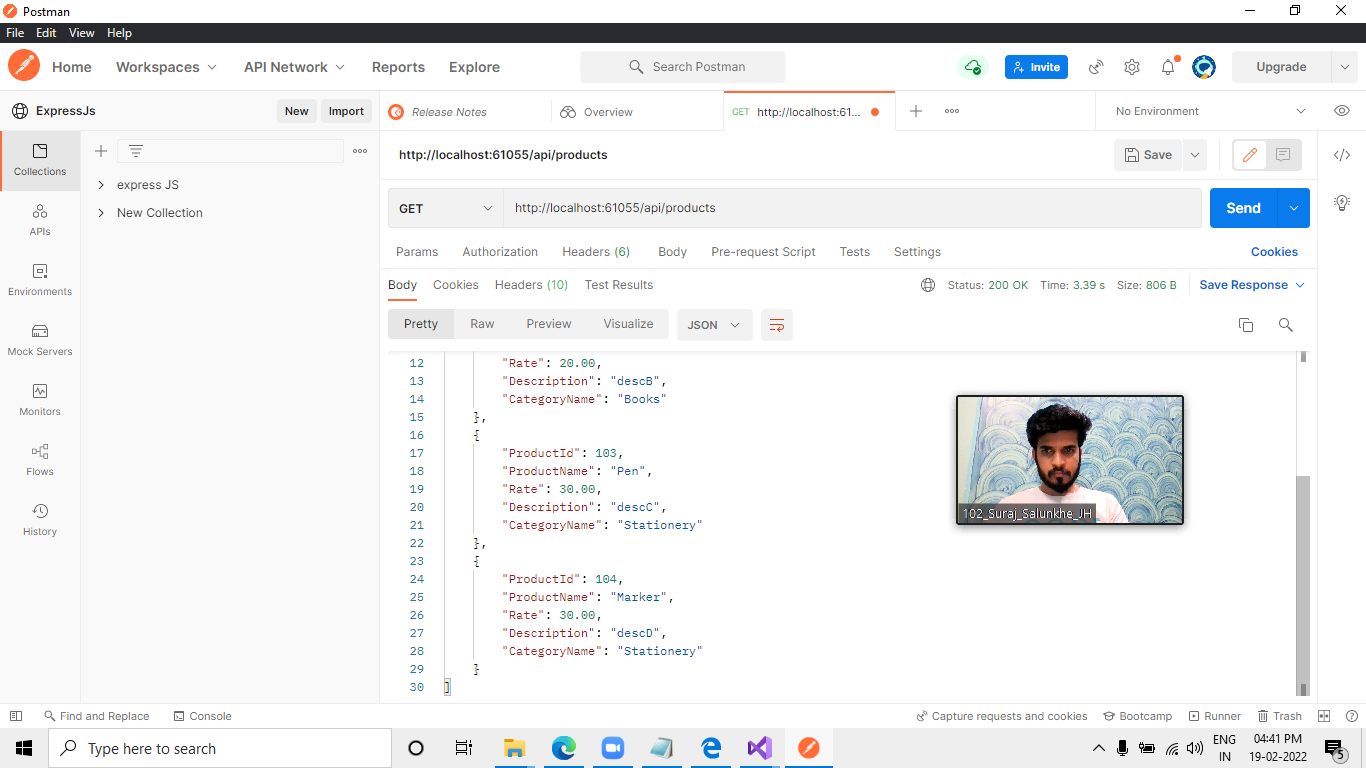 Postman
File Edit View Help
Home Workspaces API Network Reports Explore Search Postman Invite Upgrade
ExpressJs New Import Release Notes Overview GET http://localhost:61... No Environment
http://localhost:61055/api/products Save
Collections
express JS
New Collection
APIs
Environments
Mock Servers
Monitors
Flows
History
GET http://localhost:61055/api/products Send
Params Authorization Headers (6) Body Pre-request Script Tests Settings Cookies
Body Cookies Headers (10) Test Results Status: 200 OK Time: 3.39 s Size: 806 B Save Response
Pretty Raw Preview Visualize JSON
12 "Rate": 20.00,
13 "Description": "descB",
14 "CategoryName": "Books"
15 },
16 {
17 "ProductId": 103,
18 "ProductName": "Pen",
19 "Rate": 30.00,
20 "Description": "descC",
21 "CategoryName": "Stationery"
22 },
23 {
24 "ProductId": 104,
25 "ProductName": "Marker",
26 "Rate": 30.00,
27 "Description": "descD",
28 "CategoryName": "Stationery"
29 }
30 ]
102_Suraj_Salunkhe_JH
Find and Replace Console Capture requests and cookies Bootcamp Runner Trash
Type here to search
ENG
IN
04:41 PM
19-02-2022
5